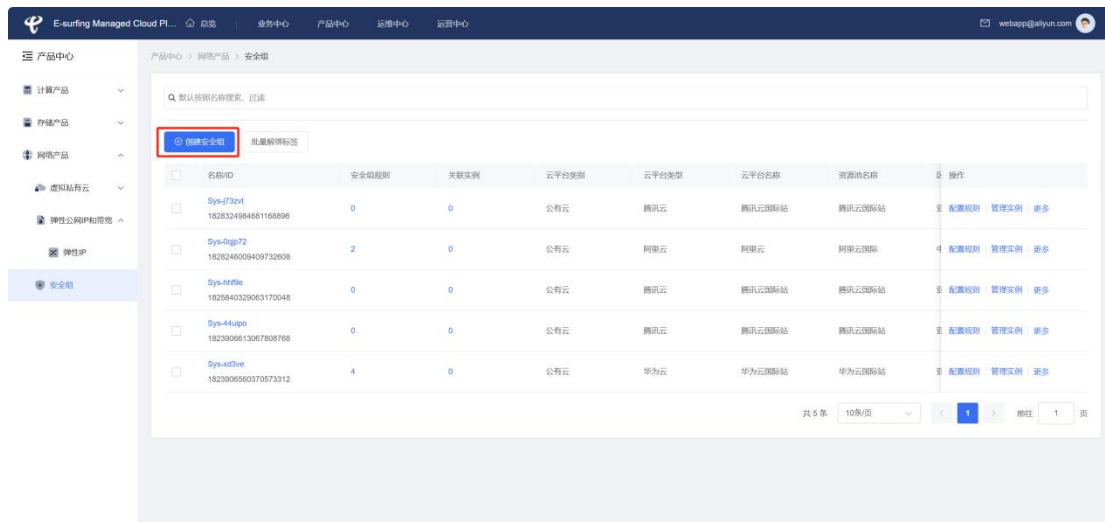 E-surfing Managed Cloud Pl... 总览 业务中心 产品中心 运维中心 运营中心 webapp@aliyun.com
产品中心
产品中心 > 网络产品 > 安全组
计算产品
存储产品
网络产品
虚拟私有云
弹性公网IP和带宽
弹性IP
安全组
默认按照名称搜索、过滤
创建安全组 批量解绑标签
名称/ID 安全组规则 关联实例 云平台类别 云平台类型 云平台名称 资源池名称 操作
Sys-j73zvt
1828324984681168896
0 0 公有云 腾讯云 腾讯云国际站 腾讯云国际站 配置规则 管理实例 更多
Sys-0qjp72
1828246009409732608
2 0 公有云 阿里云 阿里云 阿里云国际 配置规则 管理实例 更多
Sys-hhf9e
1825840329063170048
0 0 公有云 腾讯云 腾讯云国际站 腾讯云国际站 配置规则 管理实例 更多
Sys-44uipo
1823906613067808768
0 0 公有云 腾讯云 腾讯云国际站 腾讯云国际站 配置规则 管理实例 更多
Sys-xd3ve
1823906560370573312
4 0 公有云 华为云 华为云国际站 华为云国际站 配置规则 管理实例 更多
共 5 条 10条/页 < 1 > 前往 1 页